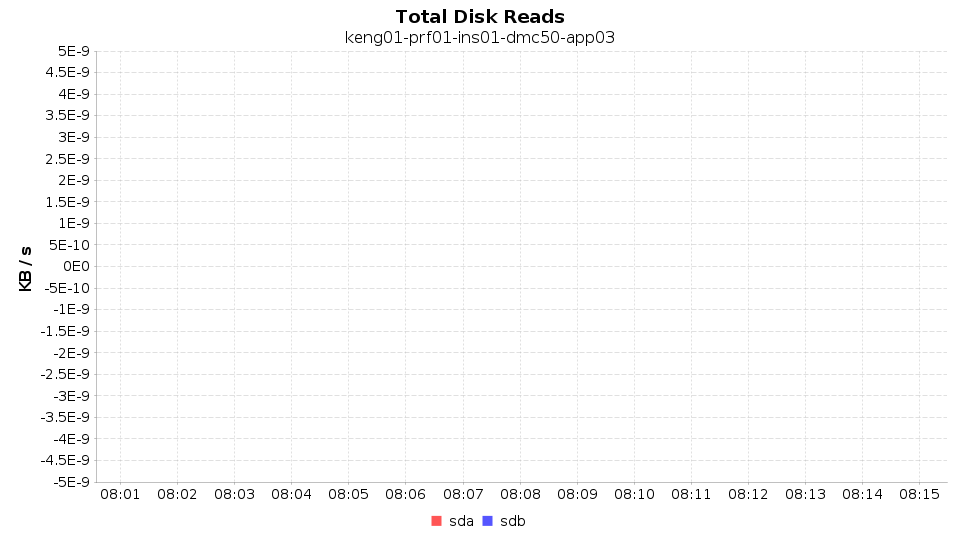 Total Disk Reads
keng01-prf01-ins01-dmc50-app03
KB / s
5E-9
4.5E-9
4E-9
3.5E-9
3E-9
2.5E-9
2E-9
1.5E-9
1E-9
5E-10
0E0
-5E-10
-1E-9
-1.5E-9
-2E-9
-2.5E-9
-3E-9
-3.5E-9
-4E-9
-4.5E-9
-5E-9
08:01 08:02 08:03 08:04 08:05 08:06 08:07 08:08 08:09 08:10 08:11 08:12 08:13 08:14 08:15
sda sdb